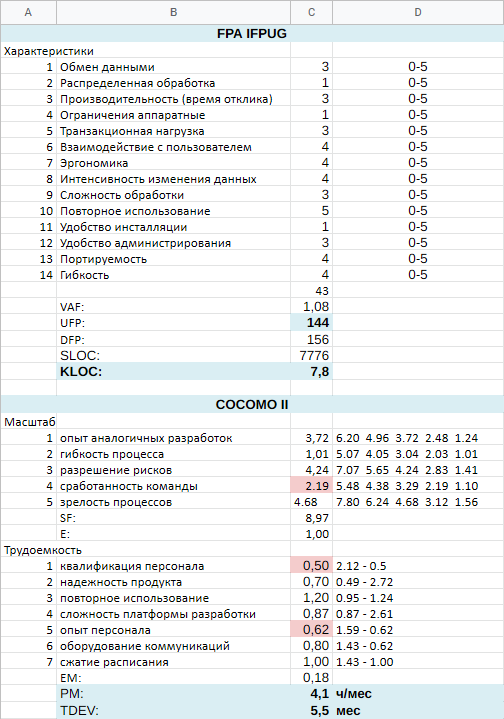 A B C D
FPA IFPUG
Характеристики
1 Обмен данными 3 0-5
2 Распределенная обработка 1 0-5
3 Производительность (время отклика) 3 0-5
4 Ограничения аппаратные 1 0-5
5 Транзакционная нагрузка 3 0-5
6 Взаимодействие с пользователем 4 0-5
7 Эргономика 4 0-5
8 Интенсивность изменения данных 4 0-5
9 Сложность обработки 3 0-5
10 Повторное использование 5 0-5
11 Удобство инсталляции 1 0-5
12 Удобство администрирования 3 0-5
13 Портируемость 4 0-5
14 Гибкость 4 0-5
43
VAF: 1,08
UFP: 144
DFP: 156
SLOC: 7776
KLOC: 7,8
COCOMO II
Масштаб
1 опыт аналогичных разработок 3,72 6.20 4.96 3.72 2.48 1.24
2 гибкость процесса 1,01 5.07 4.05 3.04 2.03 1.01
3 разрешение рисков 4,24 7.07 5.65 4.24 2.83 1.41
4 сработанность команды 2.19 5.48 4.38 3.29 2.19 1.10
5 зрелость процессов 4.68 7.80 6.24 4.68 3.12 1.56
SF: 8,97
E: 1,00
Трудоемкость
1 квалификация персонала 0,50 2.12 - 0.5
2 надежность продукта 0,70 0.49 - 2.72
3 повторное использование 1,20 0.95 - 1.24
4 сложность платформы разработки 0,87 0.87 - 2.61
5 опыт персонала 0,62 1.59 - 0.62
6 оборудование коммуникаций 0,80 1.43 - 0.62
7 сжатие расписания 1,00 1.43 - 1.00
EM: 0,18
PM: 4,1 ч/мес
TDEV: 5,5 мес